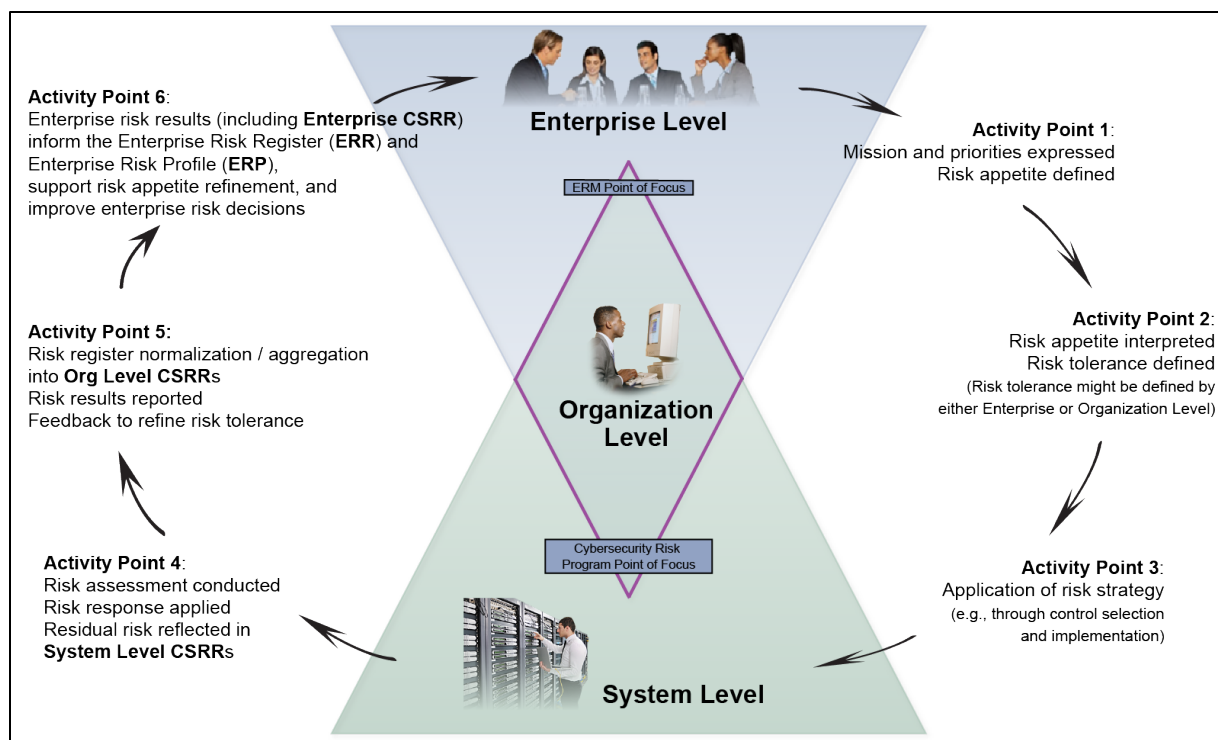 Enterprise Level
ERM Point of Focus
Organization
Level
Cybersecurity Risk
Program Point of Focus
System Level
Activity Point 1:
Mission and priorities expressed
Risk appetite defined
Activity Point 2:
Risk appetite interpreted
Risk tolerance defined
(Risk tolerance might be defined by
either Enterprise or Organization Level)
Activity Point 3:
Application of risk strategy
(e.g., through control selection
and implementation)
Activity Point 4:
Risk assessment conducted
Risk response applied
Residual risk reflected in
System Level CSRRs
Activity Point 5:
Risk register normalization / aggregation
into Org Level CSRRs
Risk results reported
Feedback to refine risk tolerance
Activity Point 6:
Enterprise risk results (including Enterprise CSRR)
inform the Enterprise Risk Register (ERR) and
Enterprise Risk Profile (ERP),
support risk appetite refinement, and
improve enterprise risk decisions